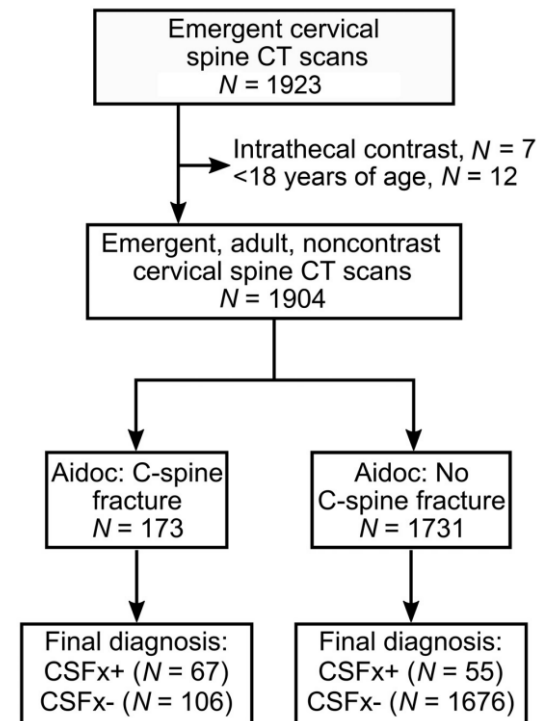 Emergent cervical
spine CT scans
N = 1923
Intrathecal contrast, N = 7
<18 years of age, N = 12
Emergent, adult, noncontrast
cervical spine CT scans
N = 1904
Aidoc: C-spine
fracture
N = 173
Aidoc: No
C-spine fracture
N = 1731
Final diagnosis:
CSFx+ (N = 67)
CSFx- (N = 106)
Final diagnosis:
CSFx+ (N = 55)
CSFx- (N = 1676)